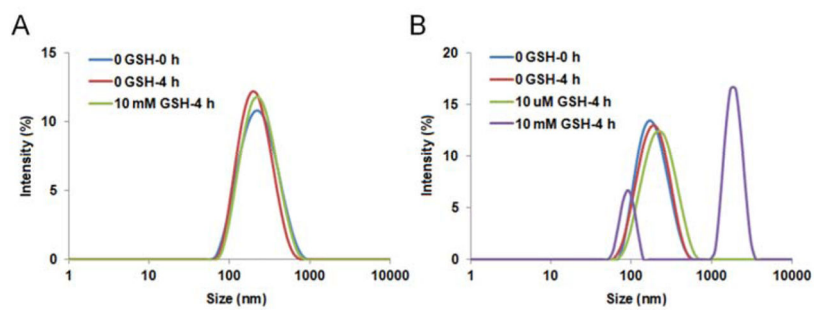 A
15
10
5
0
Intensity (%)
0 GSH-0 h
0 GSH-4 h
10 mM GSH-4 h
1
10
100
1000
10000
Size (nm)
B
20
15
10
5
0
Intensity (%)
0 GSH-0 h
0 GSH-4 h
10 uM GSH-4 h
10 mM GSH-4 h
1
10
100
1000
10000
Size (nm)